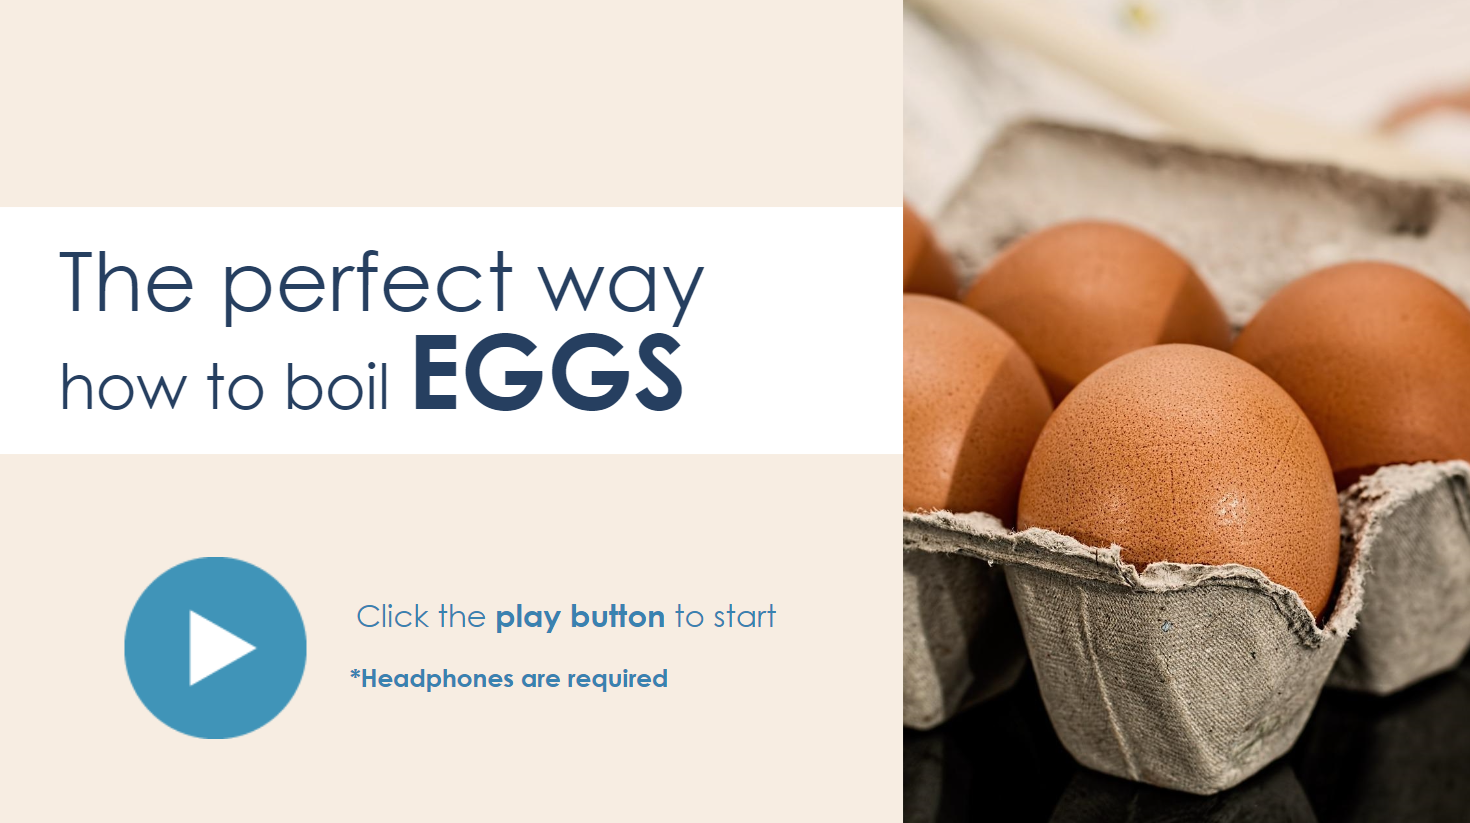 The perfect way
how to boil EGGS
Click the play button to start
*Headphones are required